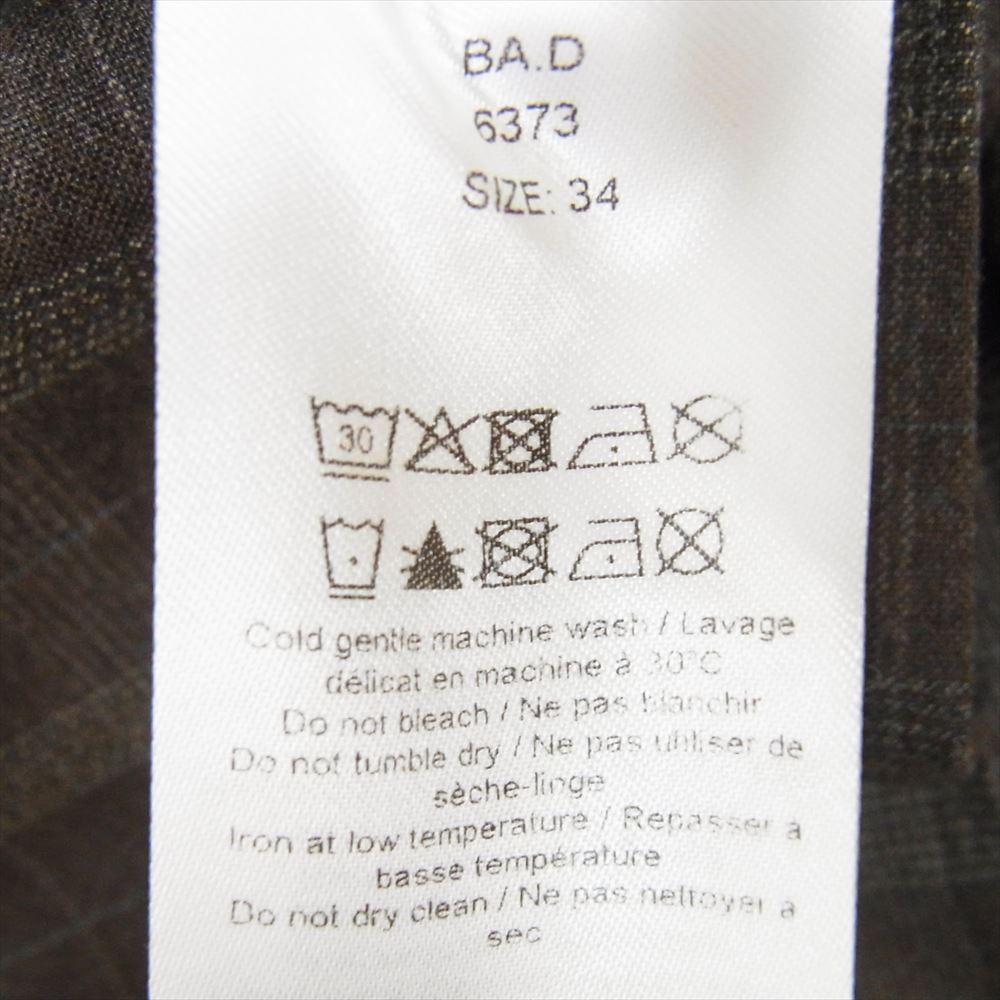 BA.D
6373
SIZE: 34
30
Cold gentle machine wash / Lavage
délicat en machine à 30°C
Do not bleach / Ne pas blanchir
Do not tumble dry / Ne pas utiliser de
sèche-linge
Iron at low temperature / Repasser à
basse température
Do not dry clean / Ne pas nettoyer a
sec